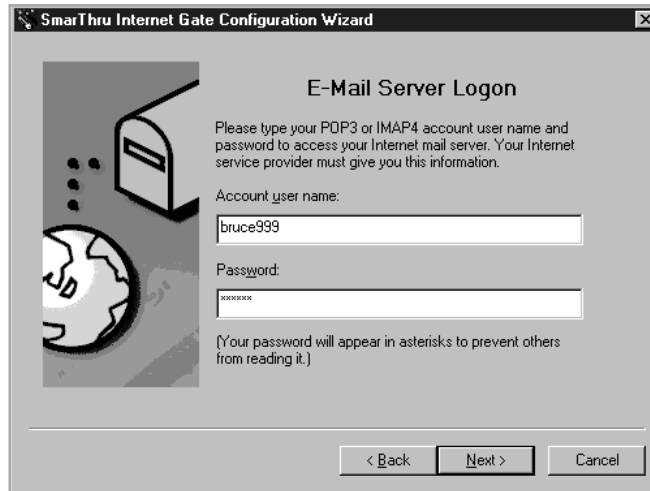 SmarThru Internet Gate Configuration Wizard
E-Mail Server Logon
Please type your POP3 or IMAP4 account user name and
password to access your Internet mail server. Your Internet
service provider must give you this information.
Account user name:
bruce999
Password:
xxxxxx
(Your password will appear in asterisks to prevent others
from reading it.)
< Back
Next >
Cancel